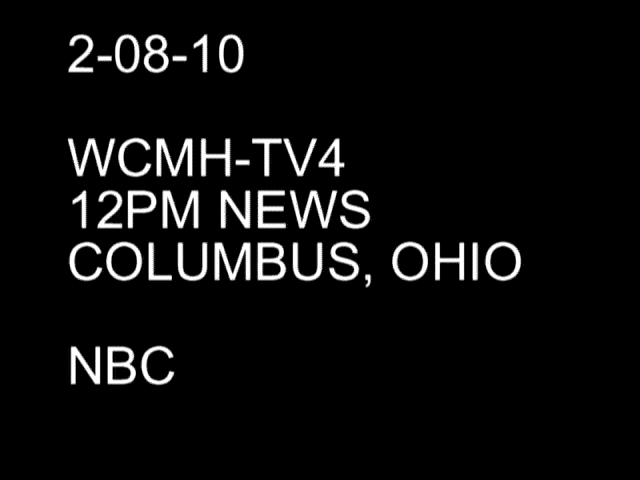 2-08-10
WCMH-TV4
12PM NEWS
COLUMBUS, OHIO
NBC